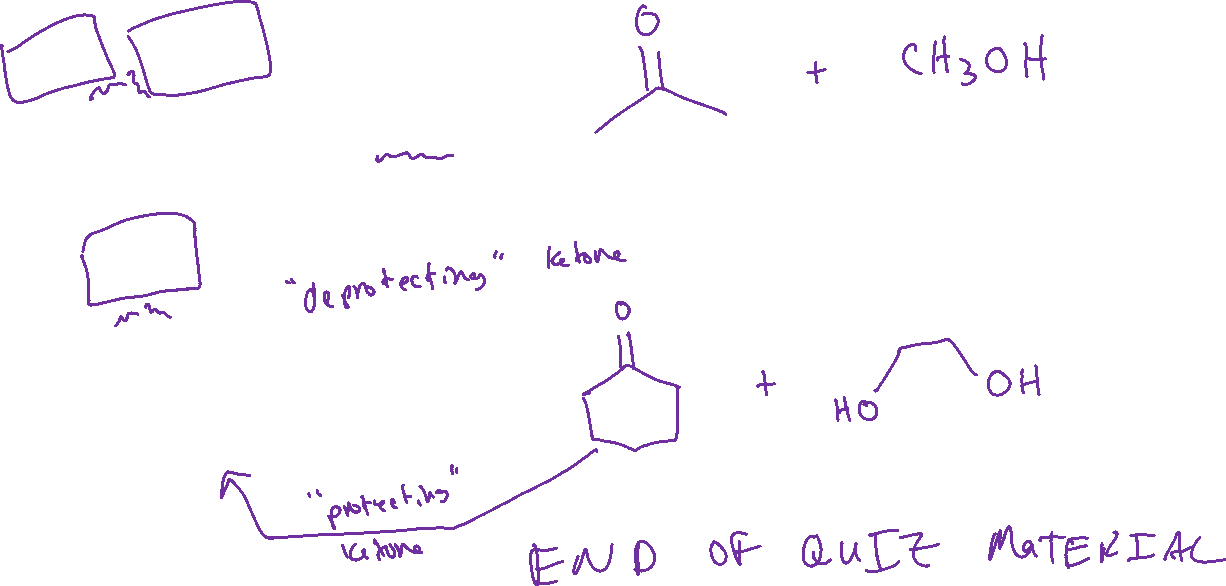 O
+ CH3OH
"deprotecting" ketone
O
+ HO OH
"protecting"
ketone
END OF QUIZ MATERIAL